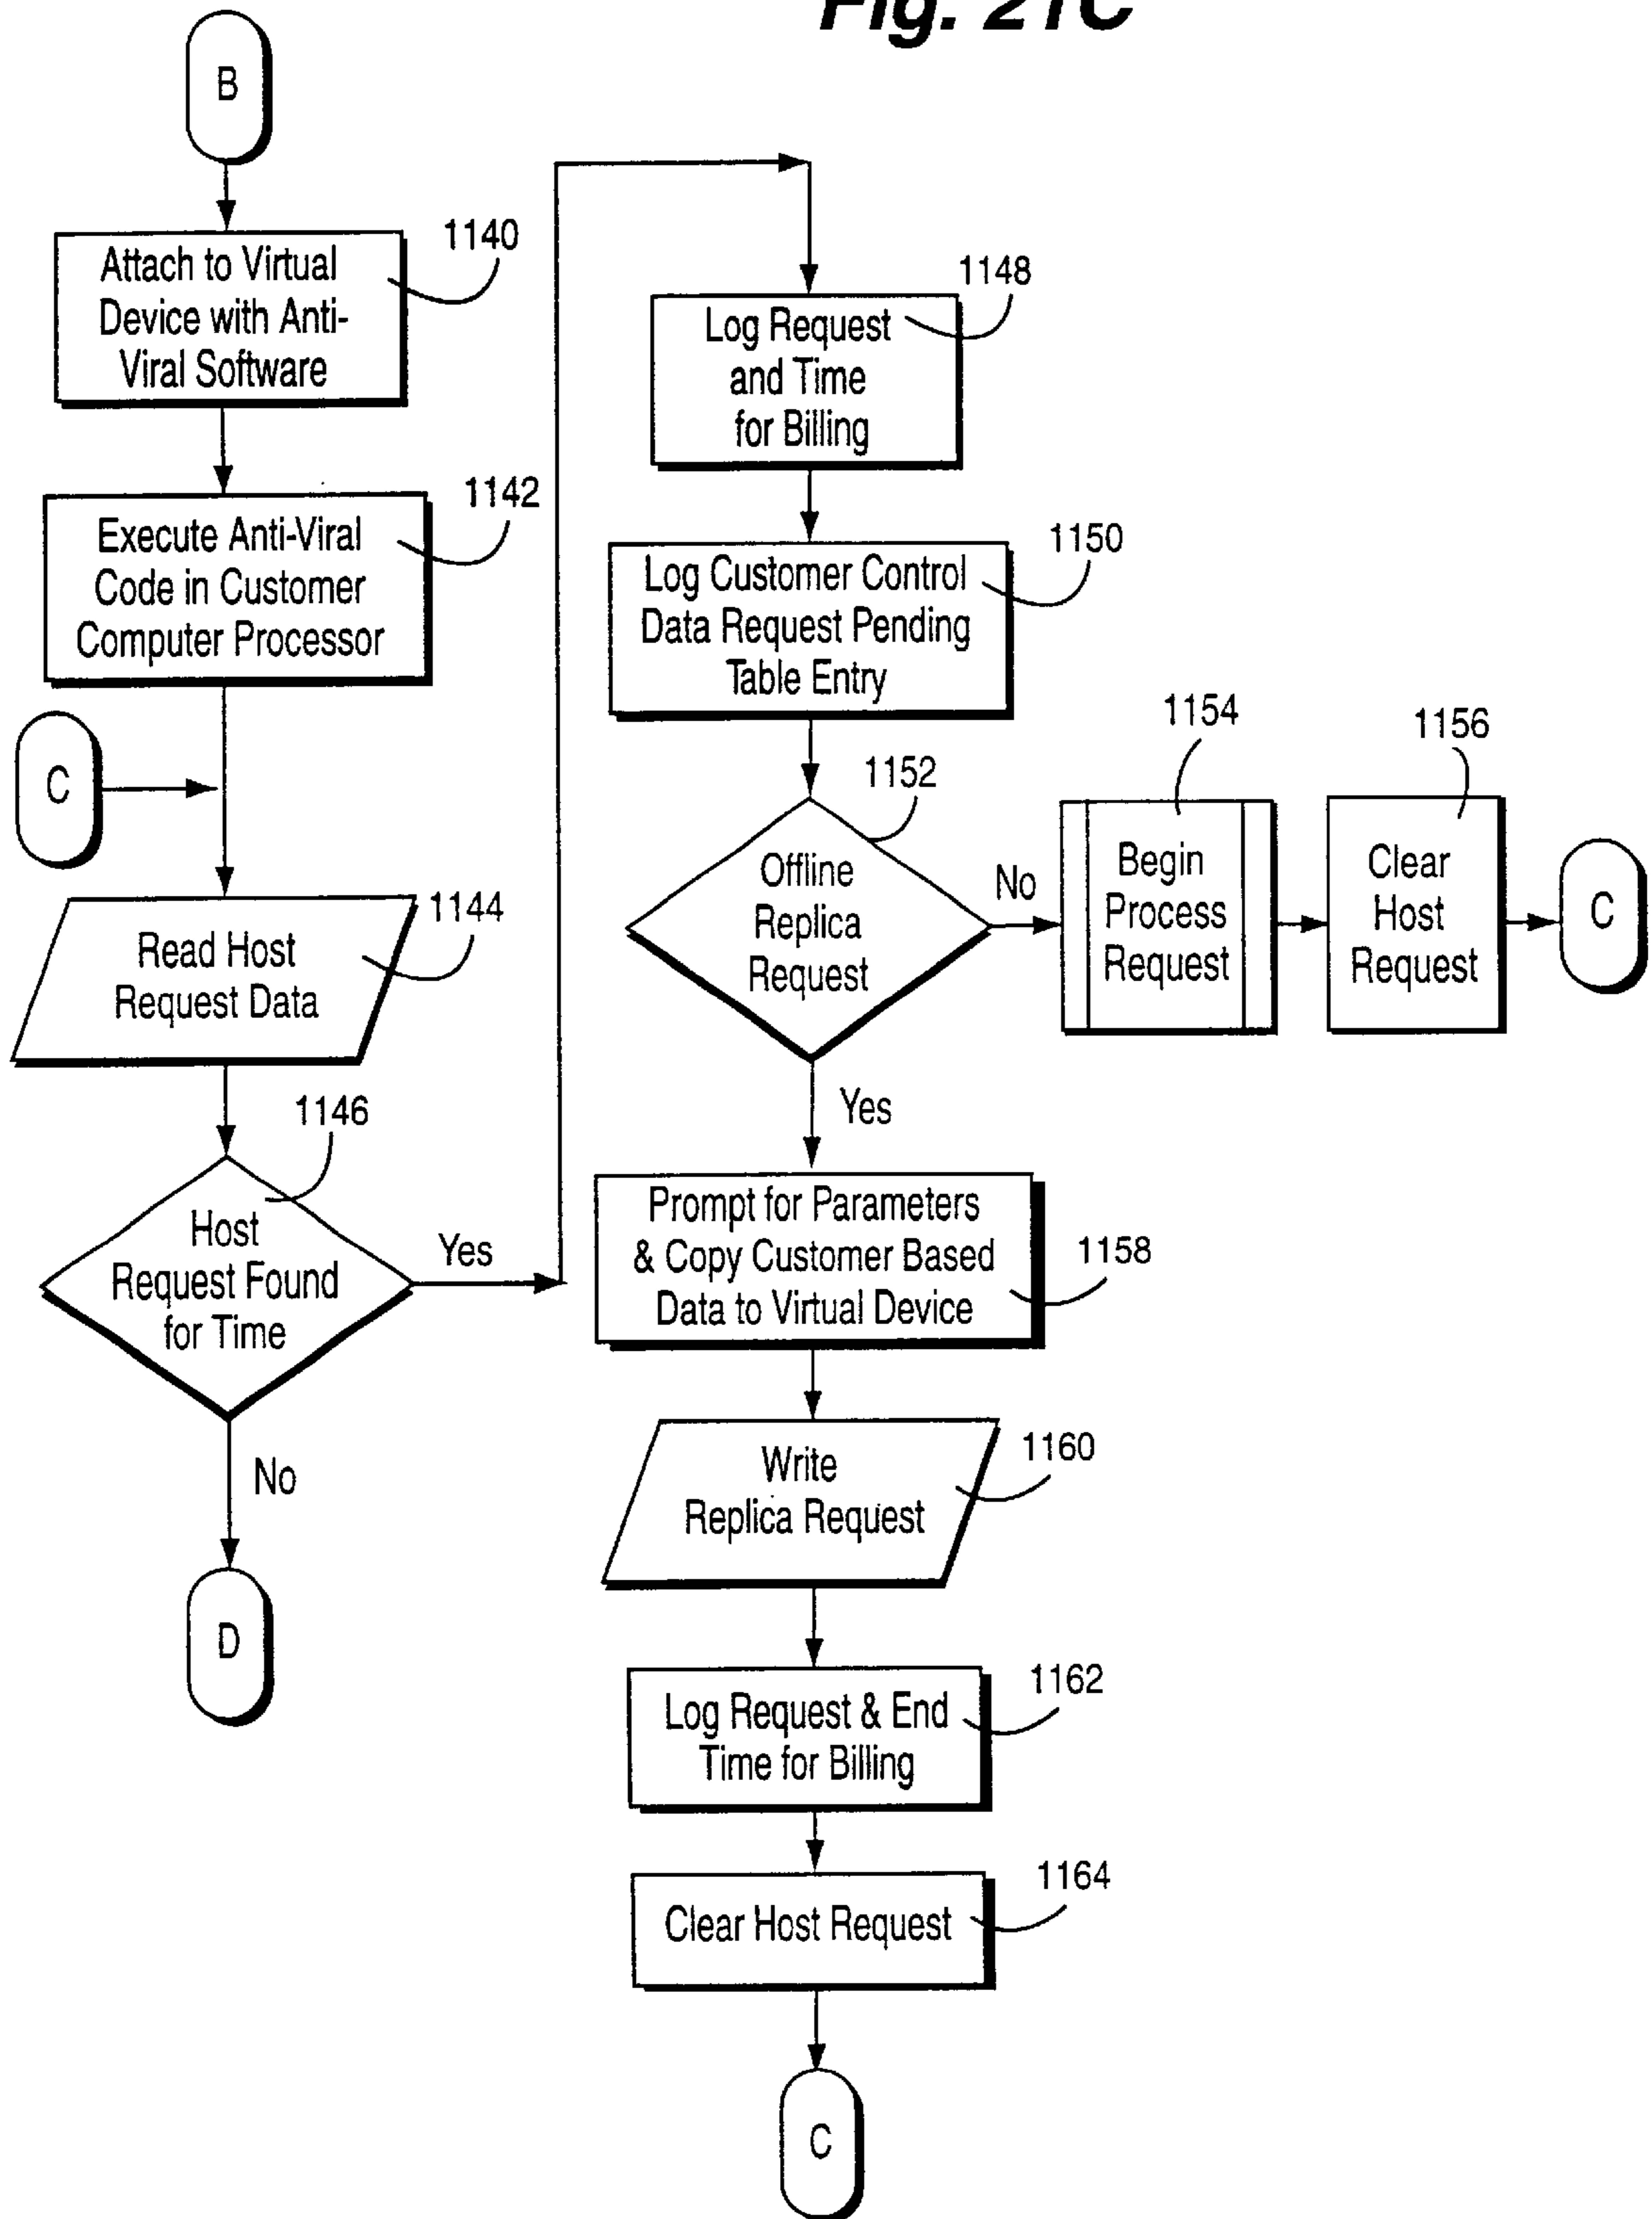 Fig. 21C
B
Attach to Virtual
Device with Anti-
Viral Software
1140
Execute Anti-Viral
Code in Customer
Computer Processor
1142
C
Read Host
Request Data
1144
Host
Request Found
for Time
1146
Yes
No
D
Log Request
and Time
for Billing
1148
Log Customer Control
Data Request Pending
Table Entry
1150
Offline
Replica
Request
1152
No
Begin
Process
Request
1154
Clear
Host
Request
1156
C
Yes
Prompt for Parameters
& Copy Customer Based
Data to Virtual Device
1158
Write
Replica Request
1160
Log Request & End
Time for Billing
1162
Clear Host Request
1164
C